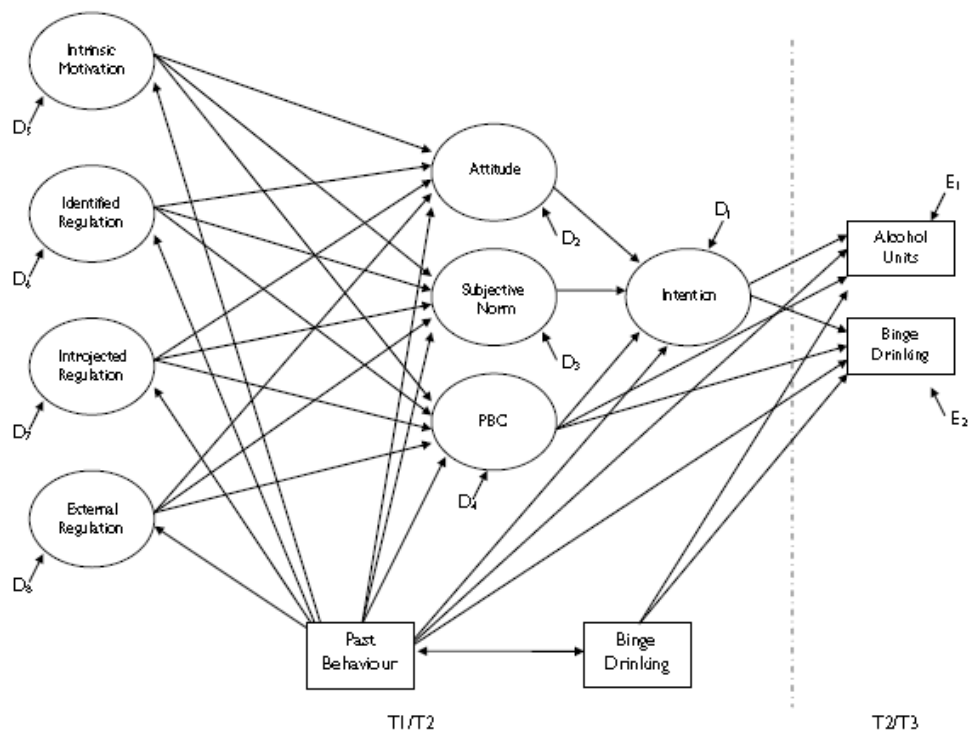 Intrinsic
Motivation
D5
Identified
Regulation
D6
Introjected
Regulation
D7
External
Regulation
D8
Attitude
D2
Subjective
Norm
D3
PBC
D4
D1
Intention
E1
Alcohol
Units
Binge
Drinking
E2
Past
Behaviour
Binge
Drinking
T1/T2
T2/T3